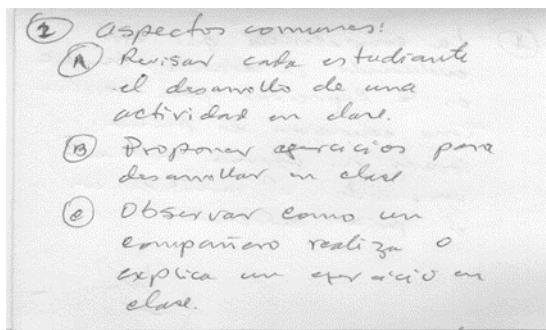 ② aspectos comunes:
Ⓐ Revisar cada estudiante
el desarrollo de una
actividad en clase.
Ⓑ Proponer ejercicios para
desarrollar en clase
ⓒ Observar como un
compañero realiza o
explica un ejercicio en
clase.